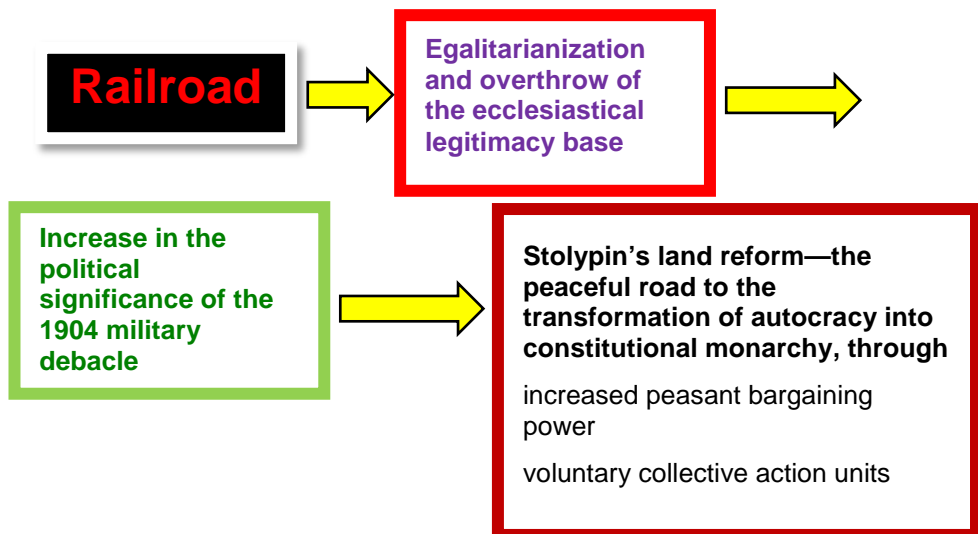 Railroad
Egalitarianization
and overthrow of
the ecclesiastical
legitimacy base
Increase in the
political
significance of the
1904 military
debacle
Stolypin’s land reform—the
peaceful road to the
transformation of autocracy into
constitutional monarchy, through
increased peasant bargaining
power
voluntary collective action units